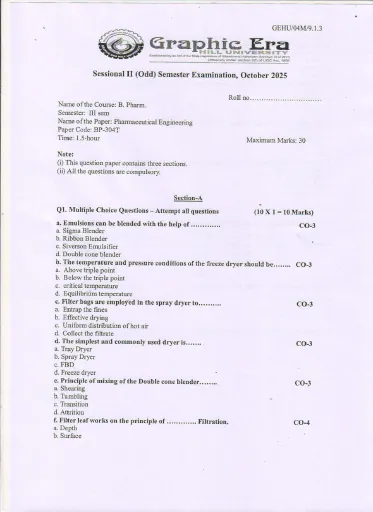 GEHU/04M/9.1.3
Graphic Era
HILL UNIVERSITY
Sessional II (Odd) Semester Examination, October 2025
Roll no..............................
Name of the Course: B. Pharm.
Semester: III sem
Name of the Paper: Pharmaceutical Engineering
Paper Code: BP-304T
Time: 1.5-hour
Maximum Marks: 30
Note:
(i) This question paper contains three sections.
(ii) All the questions are compulsory.
Section-A
Q1. Multiple Choice Questions – Attempt all questions (10 X 1 = 10 Marks)
a. Emulsions can be blended with the help of ............. CO-3
a. Sigma Blender
b. Ribbon Blender
c. Siverson Emulsifier
d. Double cone blender
b. The temperature and pressure conditions of the freeze dryer should be........ CO-3
a. Above triple point
b. Below the triple point
c. critical temperature
d. Equilibrium temperature
c. Filter bags are employed in the spray dryer to.......... CO-3
a. Entrap the fines
b. Effective drying
c. Uniform distribution of hot air
d. Collect the filtrate
d. The simplest and commonly used dryer is....... CO-3
a. Tray Dryer
b. Spray Dryer
c. FBD
d. Freeze dryer
e. Principle of mixing of the Double cone blender........ CO-3
a. Shearing
b. Tumbling
c. Transition
d. Attrition
f. Filter leaf works on the principle of ............. Filtration. CO-4
a. Depth
b. Surface